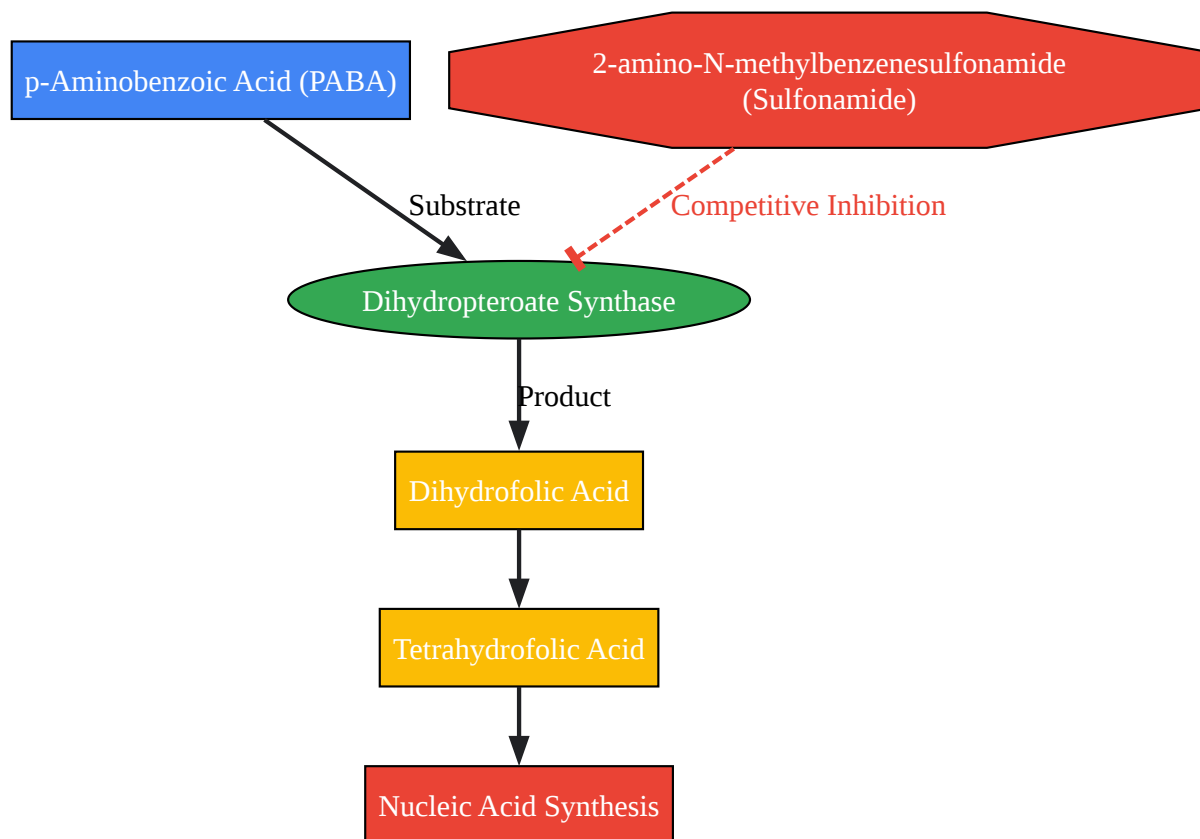 p-Aminobenzoic Acid (PABA)
2-amino-N-methylbenzenesulfonamide
(Sulfonamide)
Substrate
Competitive Inhibition
Dihydropteroate Synthase
Product
Dihydrofolic Acid
Tetrahydrofolic Acid
Nucleic Acid Synthesis